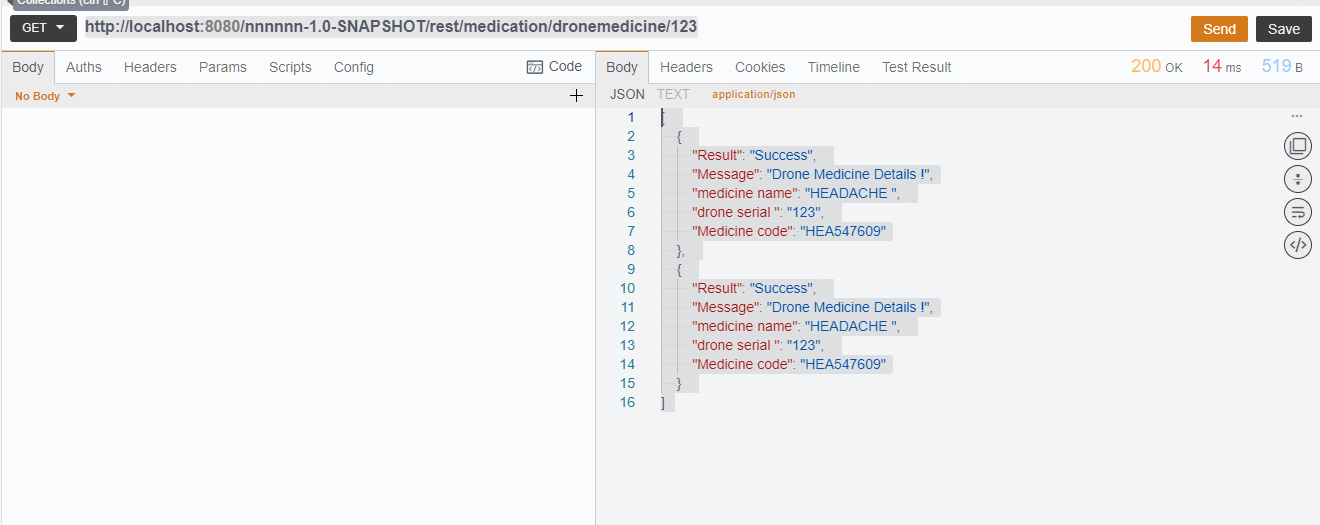 Collections (ctrl C)
GET http://localhost:8080/nnnnnn-1.0-SNAPSHOT/rest/medication/dronemedicine/123 Send Save
Body Auths Headers Params Scripts Config Code Body Headers Cookies Timeline Test Result 200 OK 14 ms 519 B
No Body + JSON TEXT application/json
1 [
2 {
3 "Result": "Success",
4 "Message": "Drone Medicine Details !",
5 "medicine name": "HEADACHE ",
6 "drone serial ": "123",
7 "Medicine code": "HEA547609"
8 },
9 {
10 "Result": "Success",
11 "Message": "Drone Medicine Details !",
12 "medicine name": "HEADACHE ",
13 "drone serial ": "123",
14 "Medicine code": "HEA547609"
15 }
16 ]